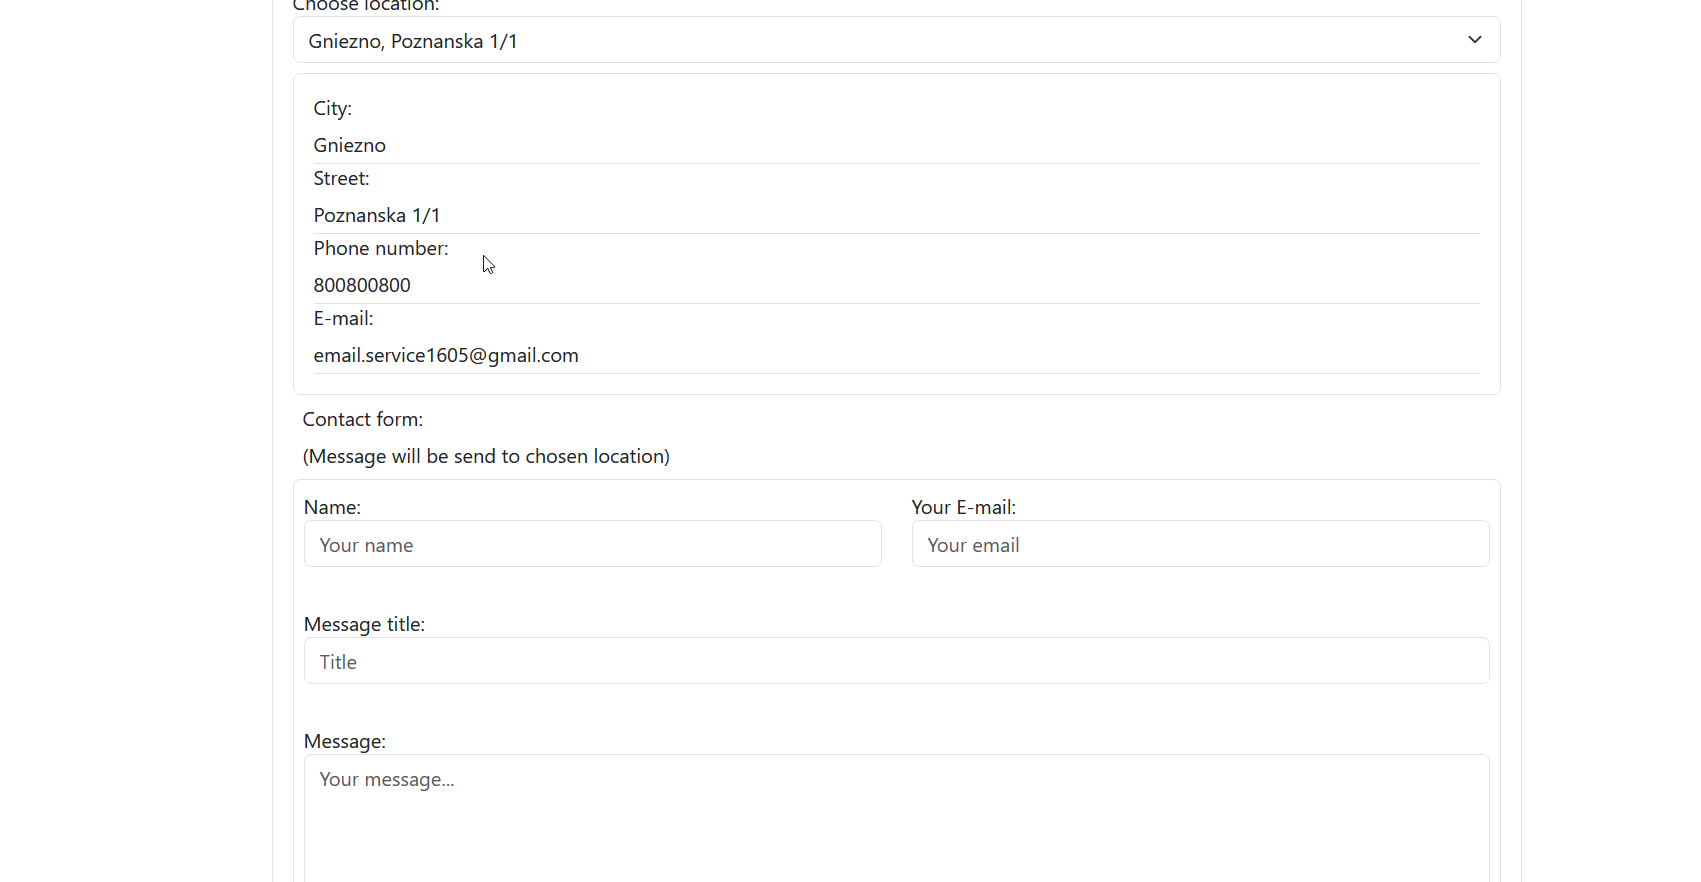 Choose location:
Gniezno, Poznanska 1/1
City:
Gniezno
Street:
Poznanska 1/1
Phone number:
800800800
E-mail:
email.service1605@gmail.com
Contact form:
(Message will be send to chosen location)
Name:
Your E-mail:
Your name
Your email
Message title:
Title
Message:
Your message...